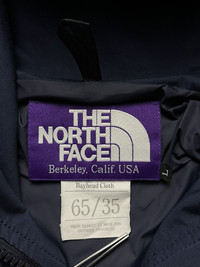 THE
NORTH
FACE
Berkeley, Calif. USA
L
Bayhead Cloth
65/35